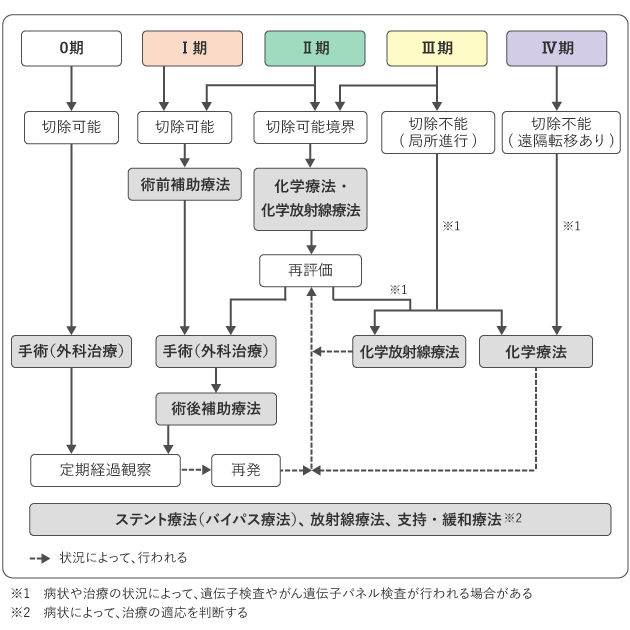 0期
Ⅰ期
Ⅱ期
Ⅲ期
Ⅳ期
切除可能
切除可能
切除可能境界
切除不能
(局所進行)
切除不能
(遠隔転移あり)
術前補助療法
化学療法・
化学放射線療法
※1
※1
再評価
※1
手術(外科治療)
手術(外科治療)
化学放射線療法
化学療法
術後補助療法
定期経過観察
再発
ステント療法(バイパス療法)、放射線療法、支持・緩和療法※2
状況によって、行われる
※1 病状や治療の状況によって、遺伝子検査やがん遺伝子パネル検査が行われる場合がある
※2 病状によって、治療の適応を判断する